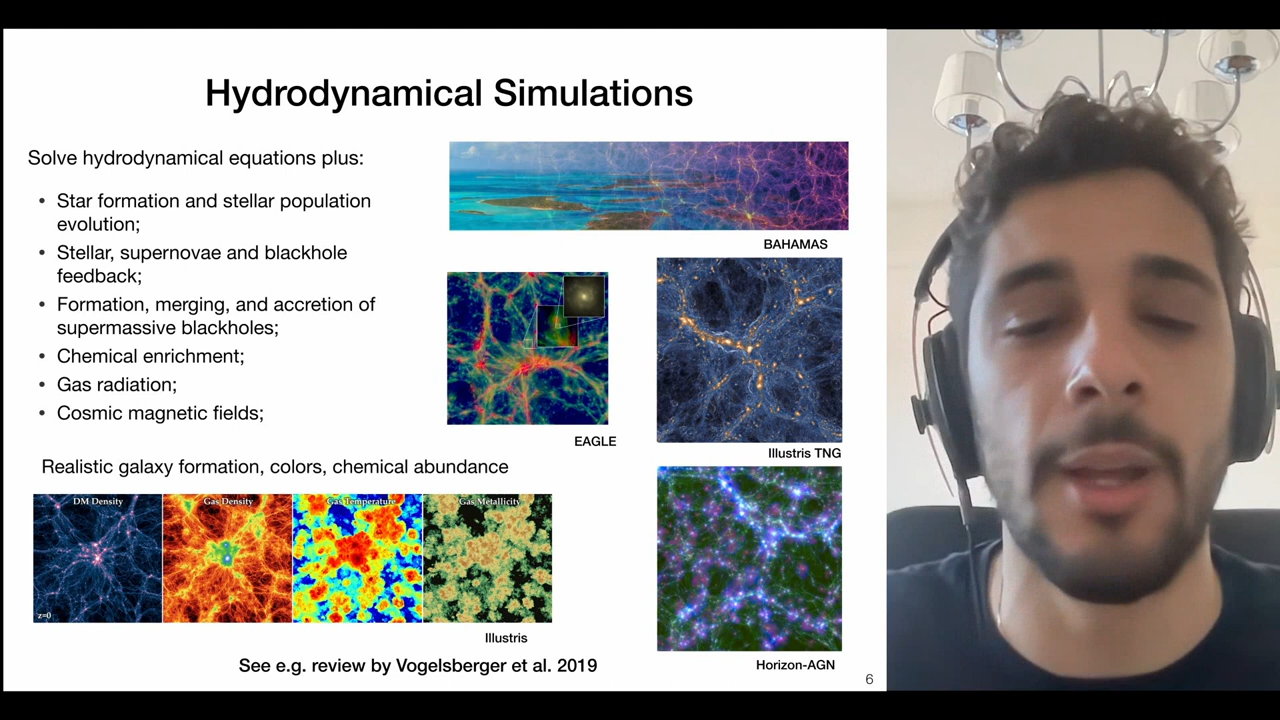 Hydrodynamical Simulations
Solve hydrodynamical equations plus:
• Star formation and stellar population
evolution;
• Stellar, supernovae and blackhole
feedback;
• Formation, merging, and accretion of
supermassive blackholes;
• Chemical enrichment;
• Gas radiation;
• Cosmic magnetic fields;
BAHAMAS
EAGLE
Illustris TNG
Realistic galaxy formation, colors, chemical abundance
DM Density Gas Density Gas Temperature Gas Metallicity
z=0
Illustris
Horizon-AGN
See e.g. review by Vogelsberger et al. 2019
6